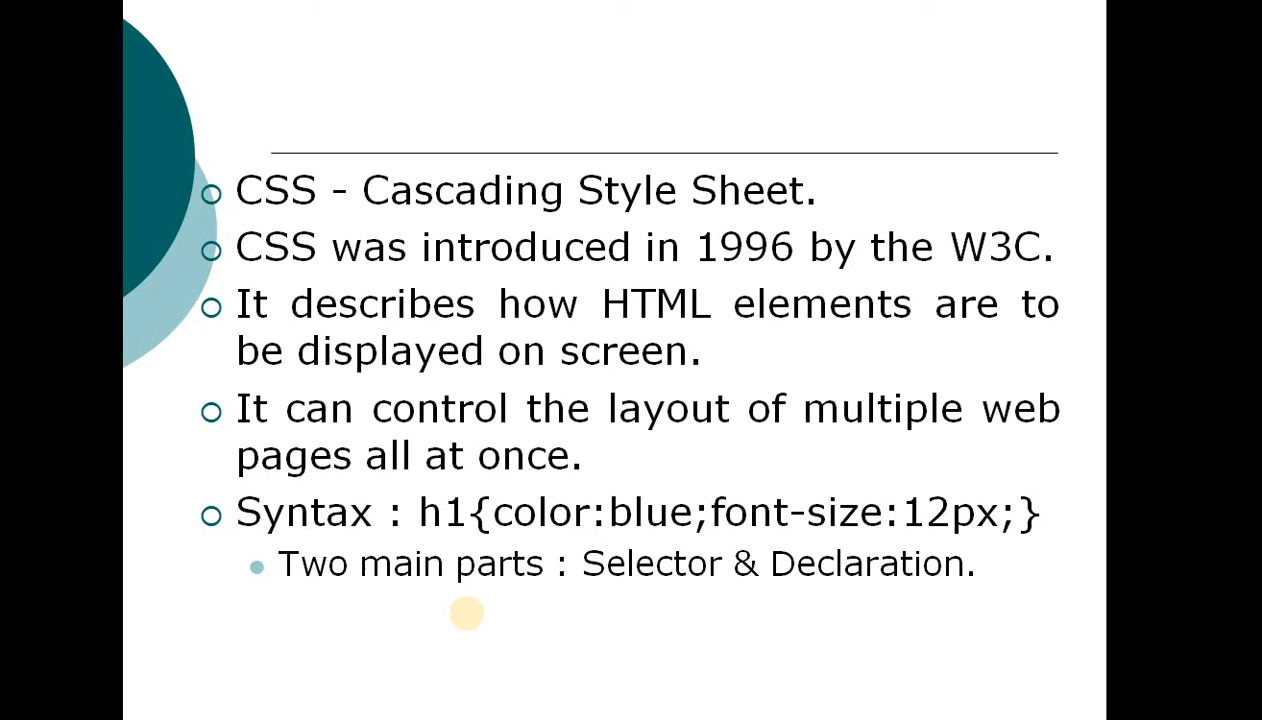 CSS - Cascading Style Sheet.
CSS was introduced in 1996 by the W3C.
It describes how HTML elements are to
be displayed on screen.
It can control the layout of multiple web
pages all at once.
Syntax : h1{color:blue;font-size:12px;}
Two main parts : Selector & Declaration.